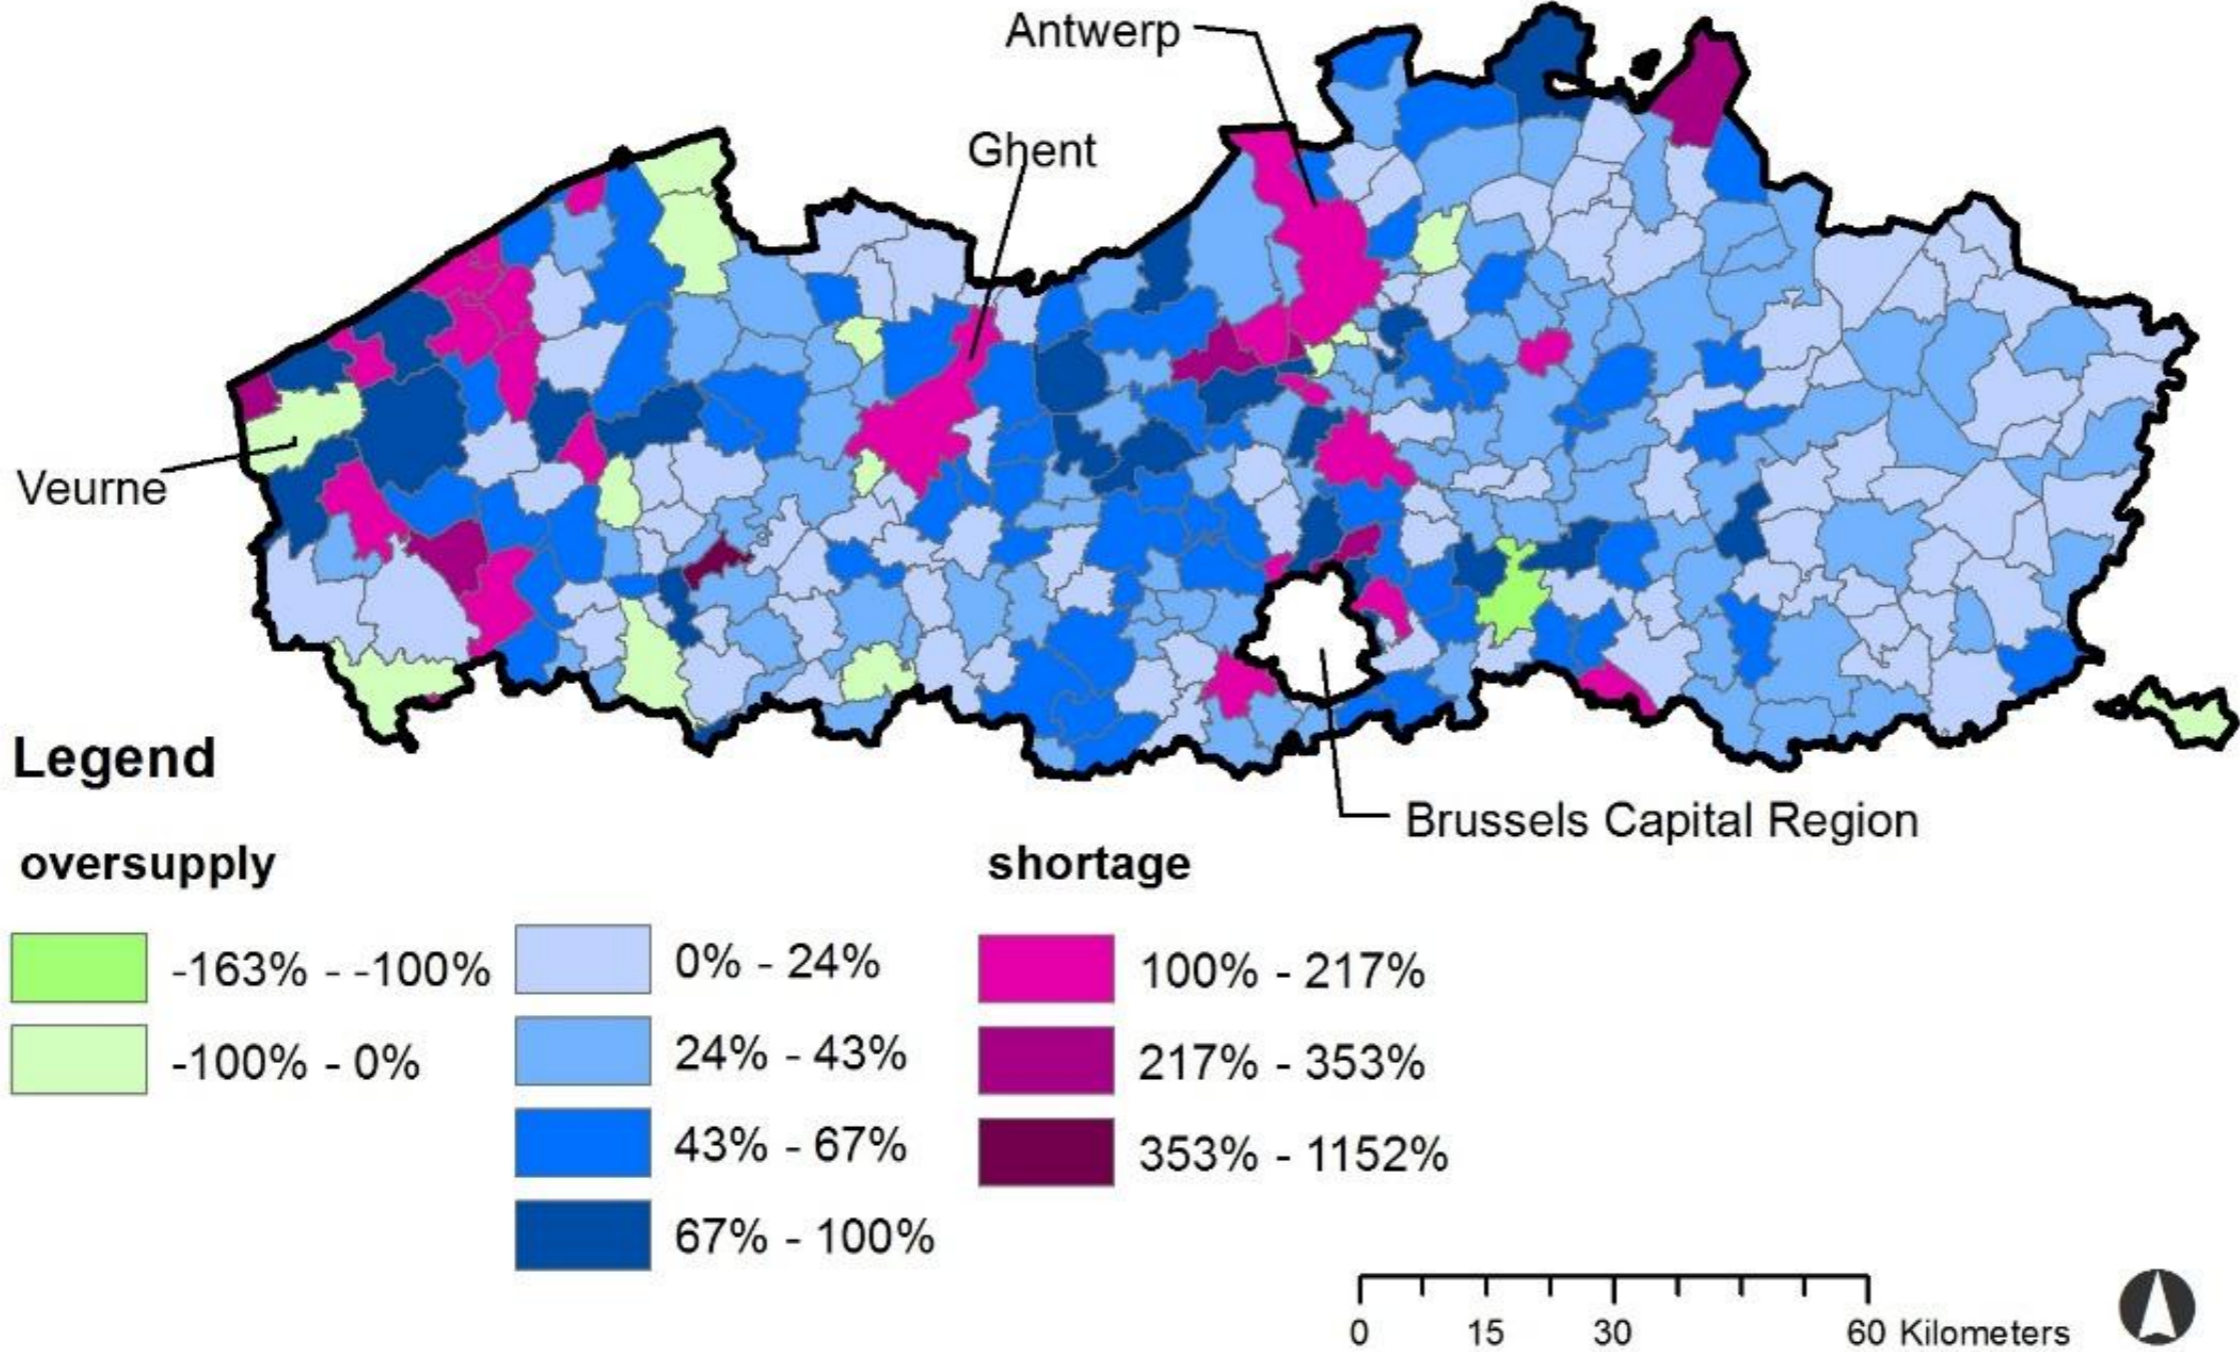 Antwerp
Ghent
Veurne
Brussels Capital Region
Legend
oversupply
-163% - -100%
-100% - 0%
0% - 24%
24% - 43%
43% - 67%
67% - 100%
shortage
100% - 217%
217% - 353%
353% - 1152%
0 15 30 60 Kilometers